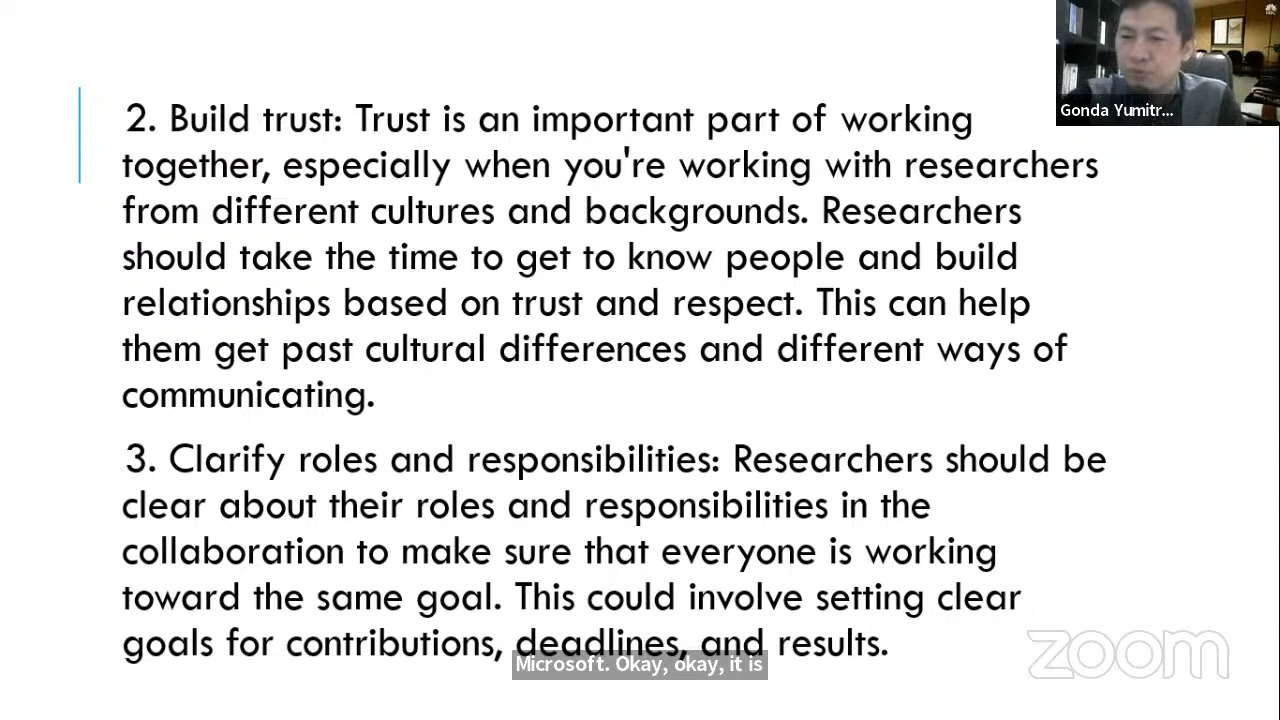 Gonda Yumitr...
2. Build trust: Trust is an important part of working
together, especially when you're working with researchers
from different cultures and backgrounds. Researchers
should take the time to get to know people and build
relationships based on trust and respect. This can help
them get past cultural differences and different ways of
communicating.
3. Clarify roles and responsibilities: Researchers should be
clear about their roles and responsibilities in the
collaboration to make sure that everyone is working
toward the same goal. This could involve setting clear
goals for contributions, deadlines, and results.
Microsoft. Okay, okay, it is
zoom